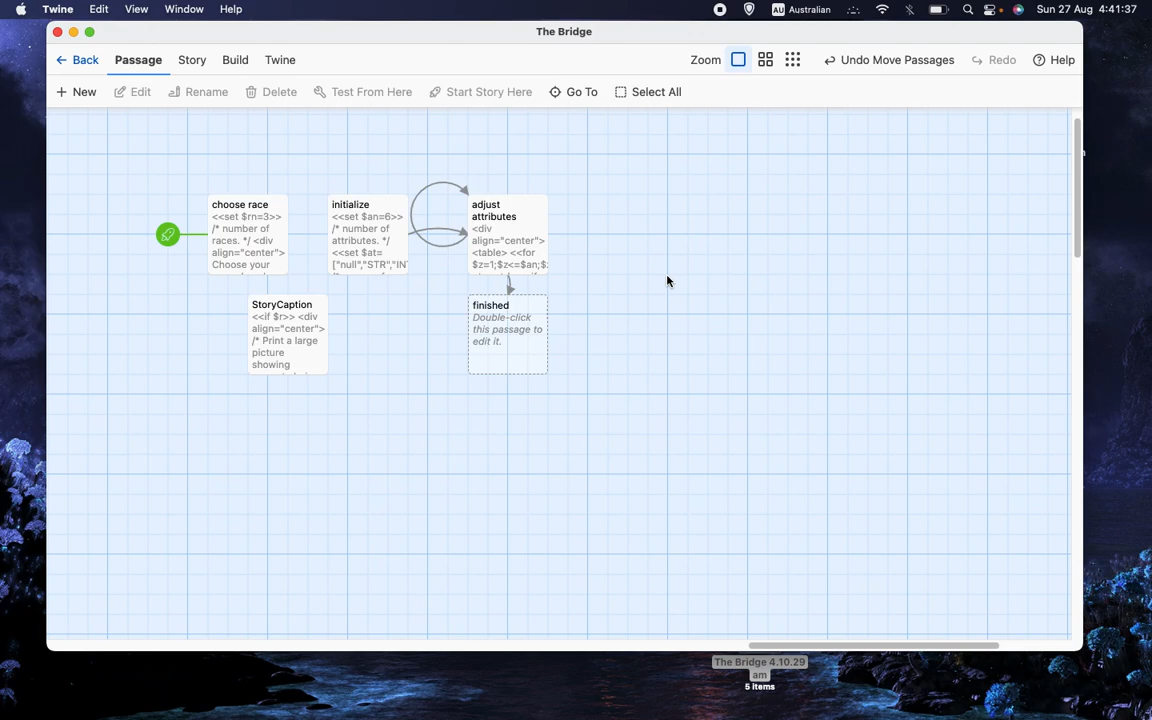 Twine Edit View Window Help AU Australian Sun 27 Aug 4:41:37
The Bridge
Back Passage Story Build Twine Zoom Undo Move Passages Redo Help
New Edit Rename Delete Test From Here Start Story Here Go To Select All
choose race
<<set $rn=3>>
/* number of
races. */ <div
align="center">
Choose your
initialize
<<set $an=6>>
/* number of
attributes. */
<<set $at=
["null","STR","IN
adjust
attributes
<div
align="center">
<table> <<for
$z=1;$z<=$an;$
StoryCaption
<<if $r>> <div
align="center">
/* Print a large
picture
showing
finished
Double-click
this passage to
edit it.
The Bridge 4.10.29
am
5 items